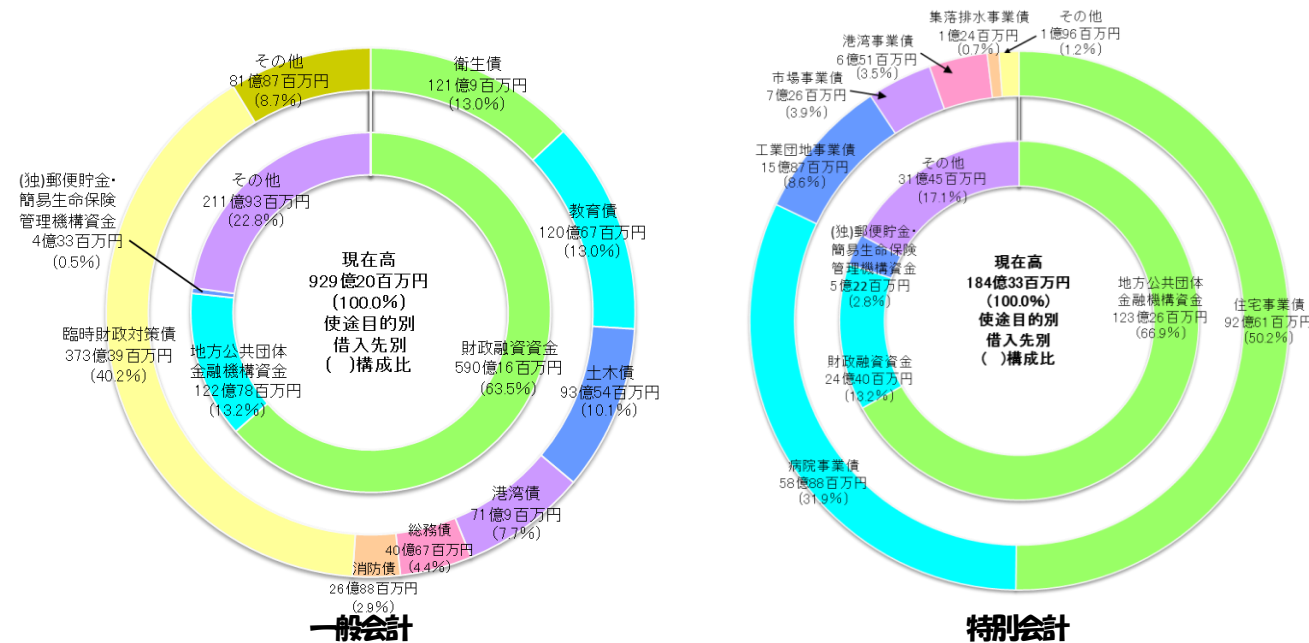 その他
81億87百万円
(8.7%)
衛生債
121億9百万円
(13.0%)
教育債
120億67百万円
(13.0%)
土木債
93億54百万円
(10.1%)
港湾債
71億9百万円
(7.7%)
総務債
40億67百万円
(4.4%)
消防債
26億88百万円
(2.9%)
臨時財政対策債
373億39百万円
(40.2%)
(独)郵便貯金・
簡易生命保険
管理機構資金
4億33百万円
(0.5%)
その他
211億93百万円
(22.8%)
地方公共団体
金融機構資金
122億78百万円
(13.2%)
財政融資資金
590億16百万円
(63.5%)
現在高
929億20百万円
(100.0%)
使途目的別
借入先別
( )構成比
一般会計
集落排水事業債
1億24百万円
(0.7%)
その他
1億96百万円
(1.2%)
港湾事業債
6億51百万円
(3.5%)
市場事業債
7億26百万円
(3.9%)
工業団地事業債
15億87百万円
(8.6%)
病院事業債
58億88百万円
(31.9%)
住宅事業債
92億61百万円
(50.2%)
その他
31億45百万円
(17.1%)
(独)郵便貯金・
簡易生命保険
管理機構資金
5億22百万円
(2.8%)
財政融資資金
24億40百万円
(13.2%)
地方公共団体
金融機構資金
123億26百万円
(66.9%)
現在高
184億33百万円
(100.0%)
使途目的別
借入先別
( )構成比
特別会計